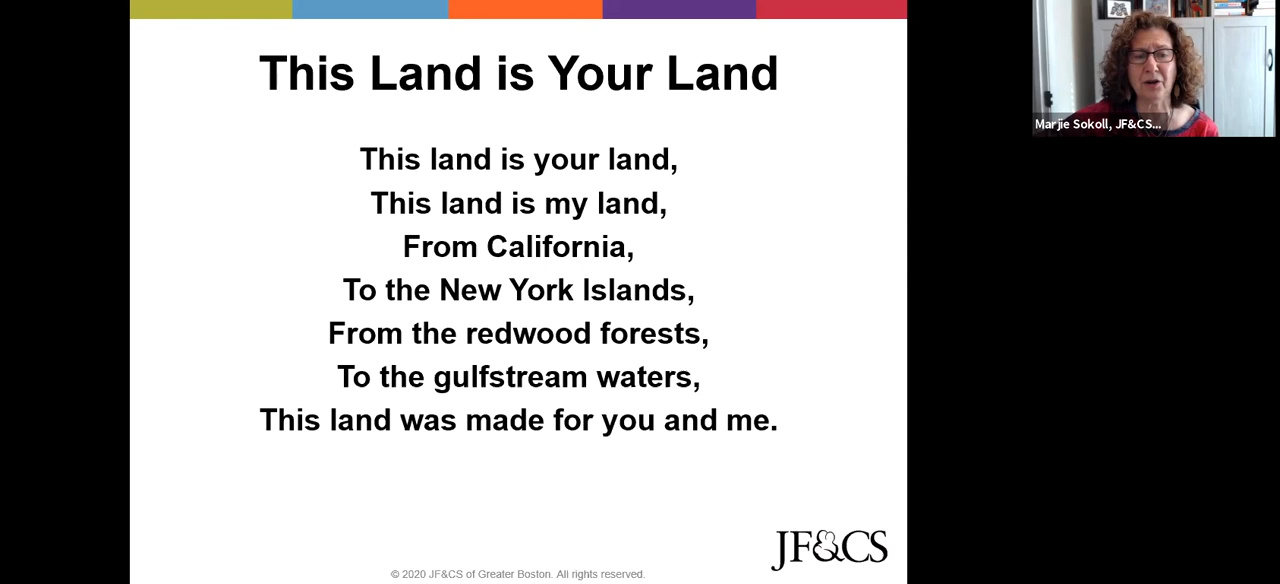 This Land is Your Land
This land is your land,
This land is my land,
From California,
To the New York Islands,
From the redwood forests,
To the gulfstream waters,
This land was made for you and me.
JF&CS
© 2020 JF&CS of Greater Boston. All rights reserved.
Marjie Sokoll, JF&CS...